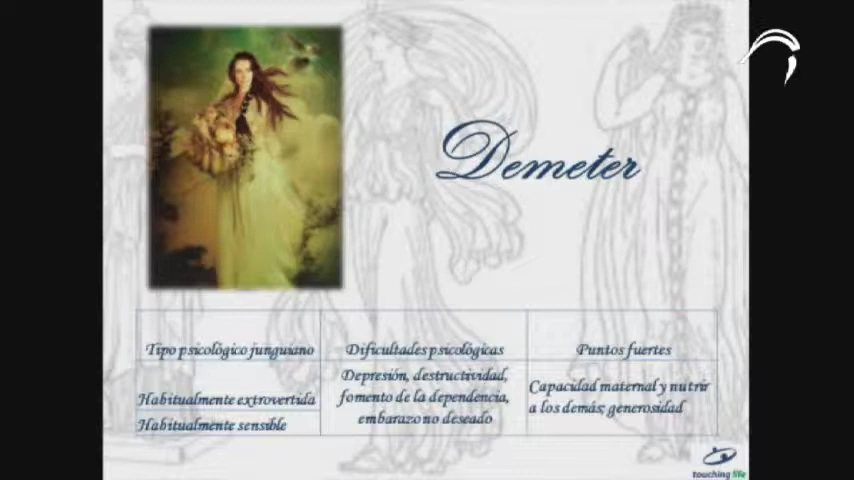 Demeter
Tipo psicológico junguiano
Dificultades psicológicas
Puntos fuertes
Habitualmente extrovertida
Habitualmente sensible
Depresión, destructividad,
fomento de la dependencia,
embarazo no deseado
Capacidad maternal y nutrir
a los demás; generosidad
touching life